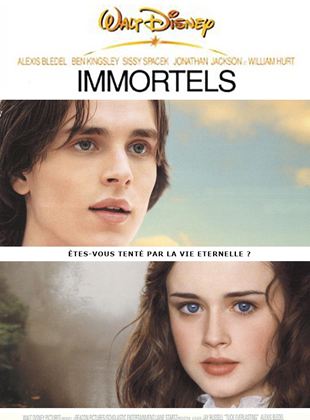 WALT DISNEY
ALEXIS BLEDEL BEN KINGSLEY SISSY SPACEK JONATHAN JACKSON & WILLIAM HURT
IMMORTELS
ÊTES-VOUS TENTÉ PAR LA VIE ETERNELLE ?